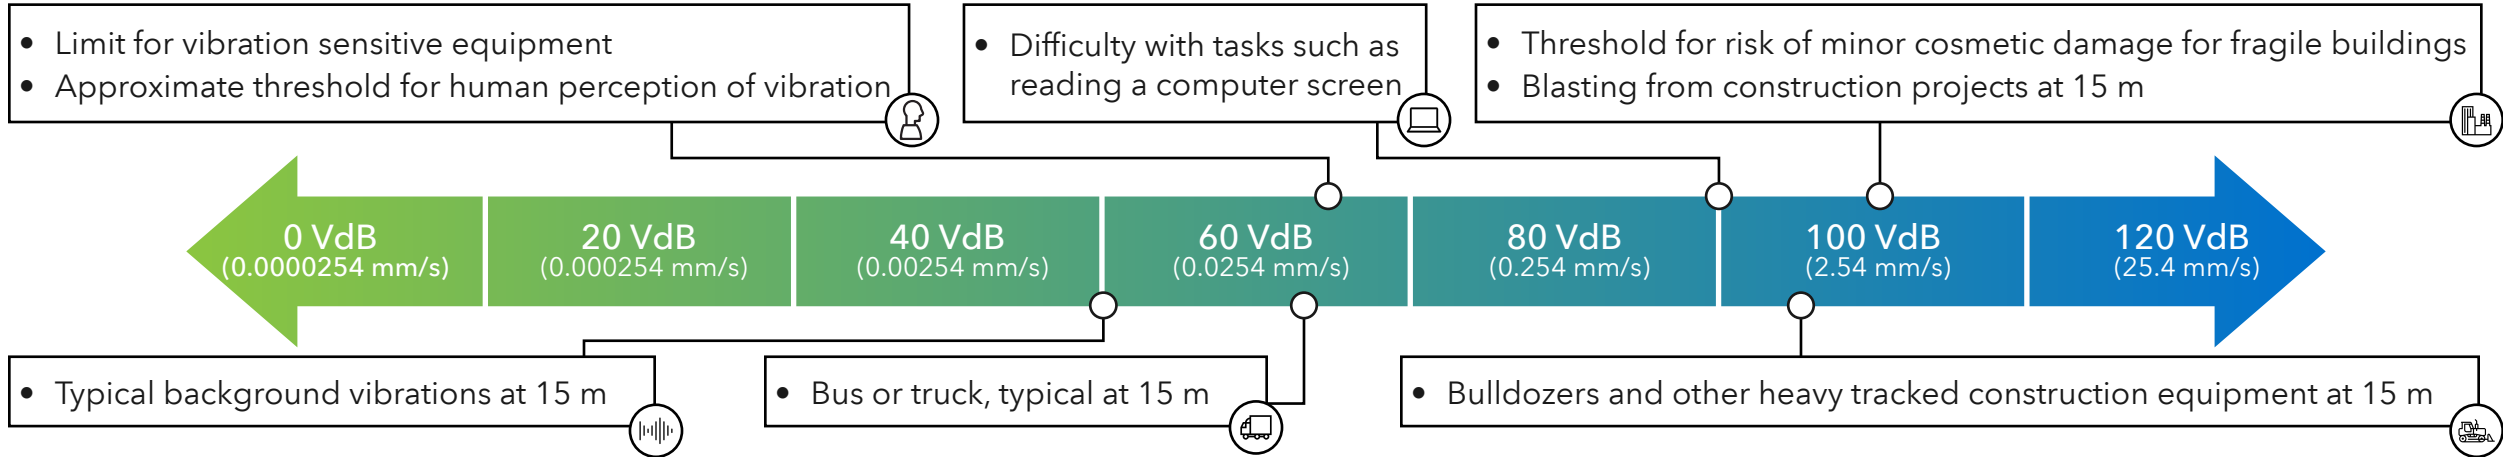 • Limit for vibration sensitive equipment
• Approximate threshold for human perception of vibration
• Difficulty with tasks such as
reading a computer screen
• Threshold for risk of minor cosmetic damage for fragile buildings
• Blasting from construction projects at 15 m
0 VdB
(0.0000254 mm/s)
20 VdB
(0.000254 mm/s)
40 VdB
(0.00254 mm/s)
60 VdB
(0.0254 mm/s)
80 VdB
(0.254 mm/s)
100 VdB
(2.54 mm/s)
120 VdB
(25.4 mm/s)
• Typical background vibrations at 15 m
• Bus or truck, typical at 15 m
• Bulldozers and other heavy tracked construction equipment at 15 m